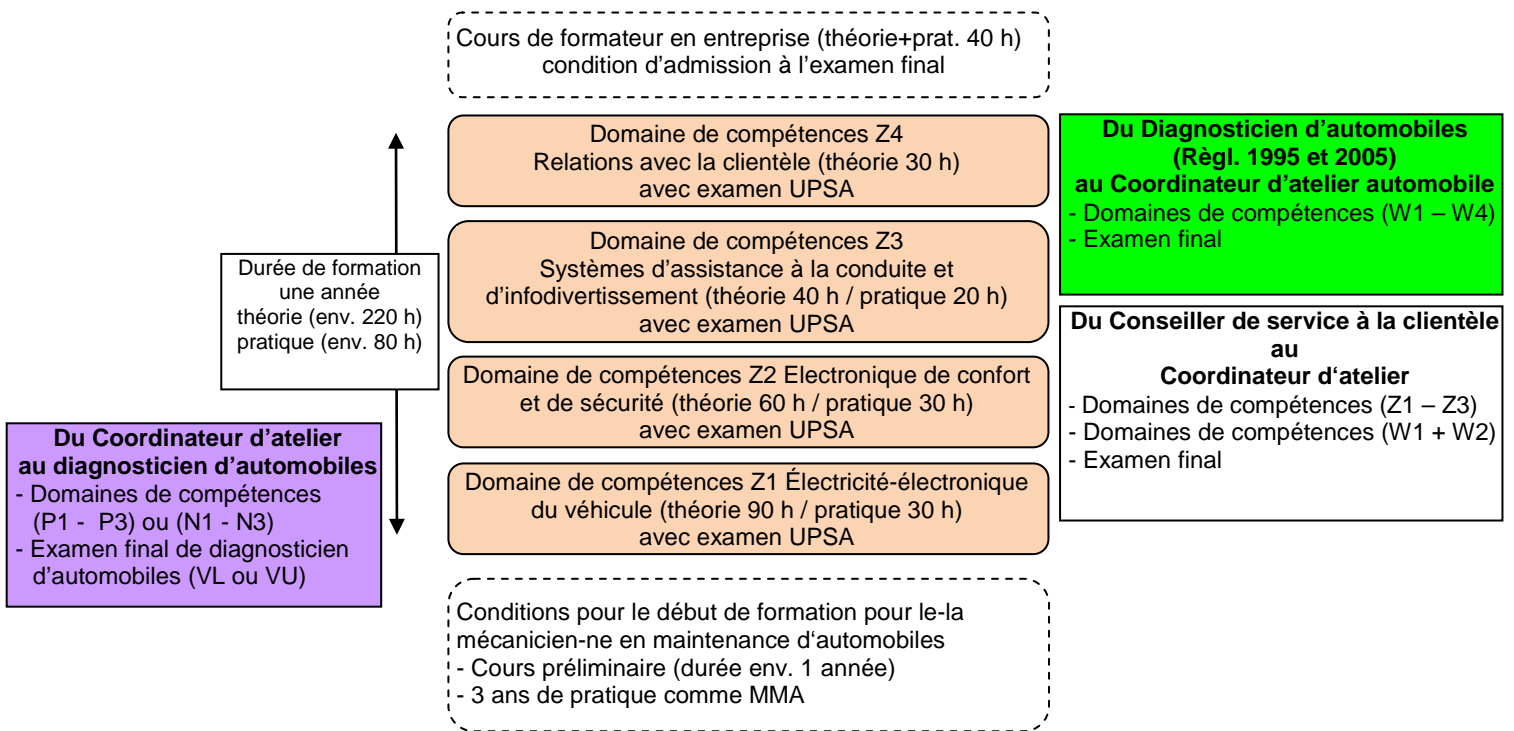 Cours de formateur en entreprise (théorie+prat. 40 h)
condition d'admission à l'examen final
Domaine de compétences Z4
Relations avec la clientèle (théorie 30 h)
avec examen UPSA
Domaine de compétences Z3
Systèmes d'assistance à la conduite et
d'infodivertissement (théorie 40 h / pratique 20 h)
avec examen UPSA
Domaine de compétences Z2 Electronique de confort
et de sécurité (théorie 60 h / pratique 30 h)
avec examen UPSA
Domaine de compétences Z1 Électricité-électronique
du véhicule (théorie 90 h / pratique 30 h)
avec examen UPSA
Conditions pour le début de formation pour le-la
mécanicien-ne en maintenance d'automobiles
- Cours préliminaire (durée env. 1 année)
- 3 ans de pratique comme MMA
Durée de formation
une année
théorie (env. 220 h)
pratique (env. 80 h)
Du Coordinateur d'atelier
au diagnosticien d'automobiles
- Domaines de compétences
(P1 - P3) ou (N1 - N3)
- Examen final de diagnosticien
d'automobiles (VL ou VU)
Du Diagnosticien d'automobiles
(Règl. 1995 et 2005)
au Coordinateur d'atelier automobile
- Domaines de compétences (W1 – W4)
- Examen final
Du Conseiller de service à la clientèle
au
Coordinateur d'atelier
- Domaines de compétences (Z1 – Z3)
- Domaines de compétences (W1 + W2)
- Examen final